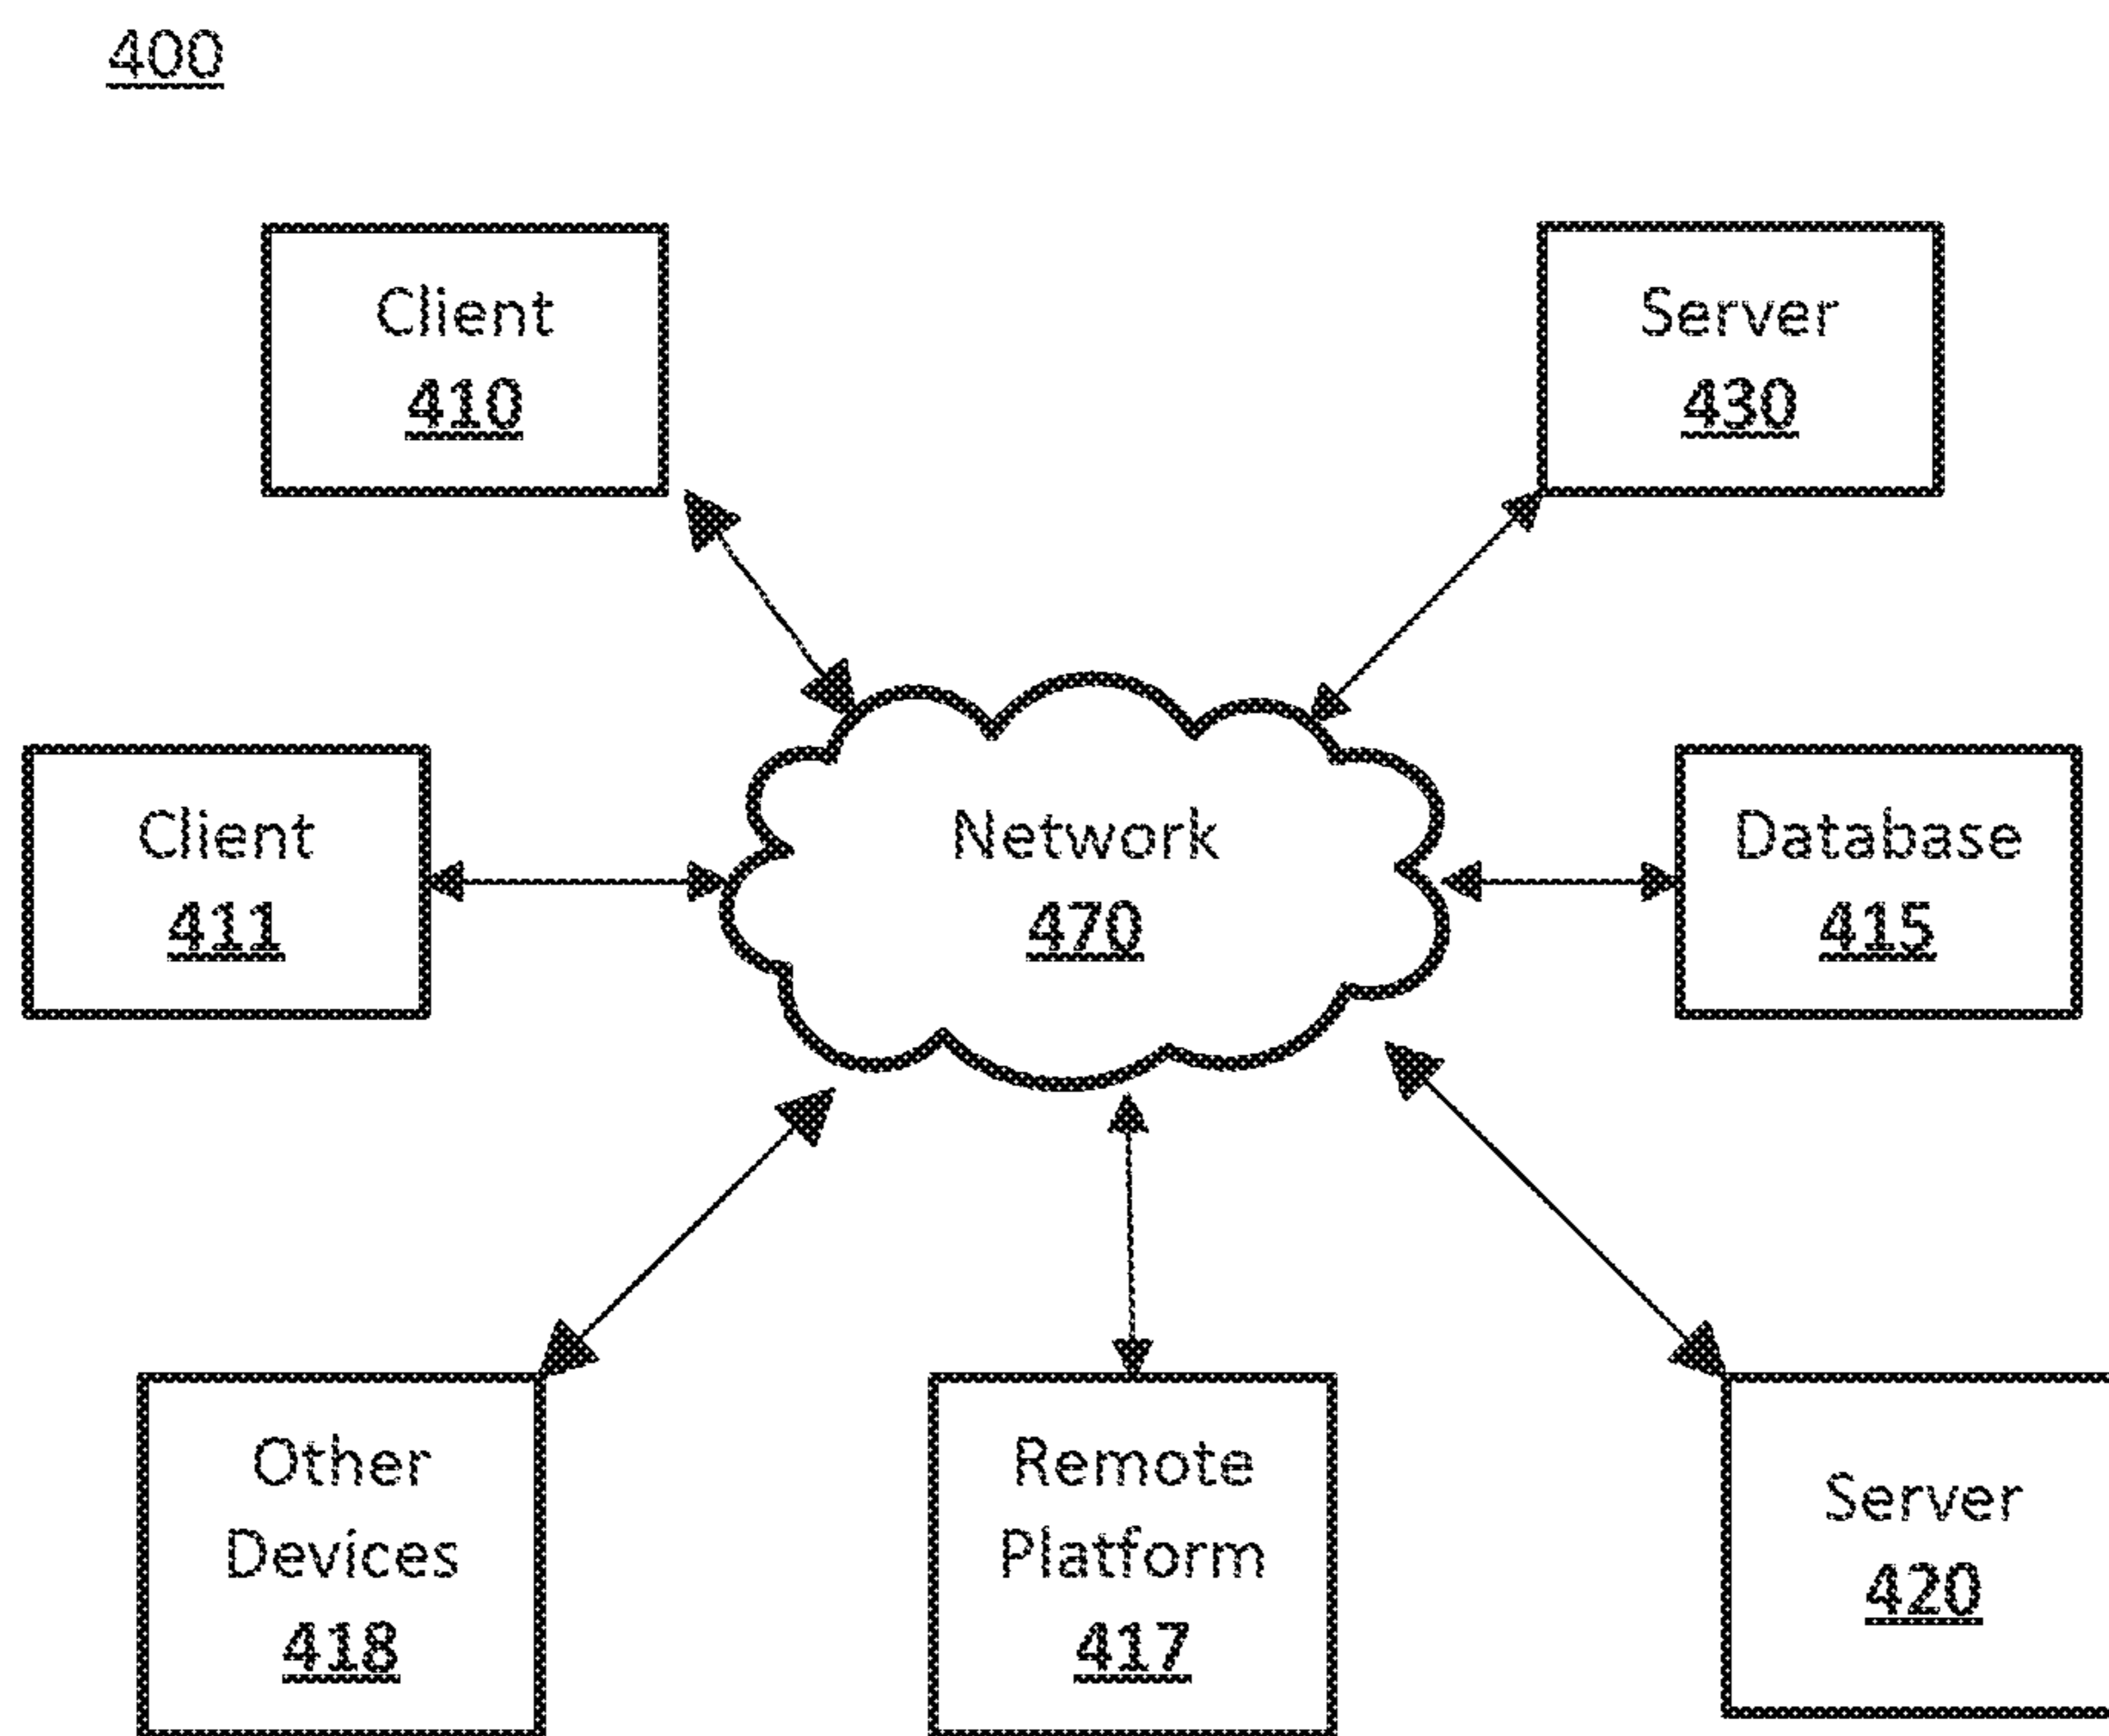 400
Client
410
Server
430
Client
411
Network
470
Database
415
Other
Devices
418
Remote
Platform
417
Server
420